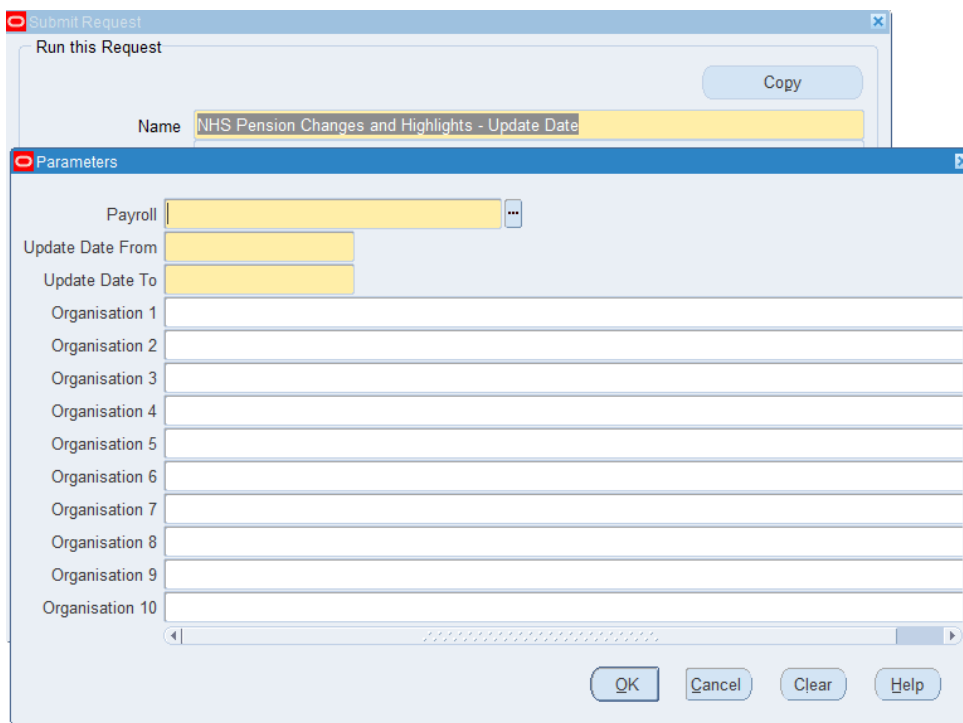 Submit Request
Run this Request
Copy
Name NHS Pension Changes and Highlights - Update Date
Parameters
Payroll
Update Date From
Update Date To
Organisation 1
Organisation 2
Organisation 3
Organisation 4
Organisation 5
Organisation 6
Organisation 7
Organisation 8
Organisation 9
Organisation 10
OK Cancel Clear Help